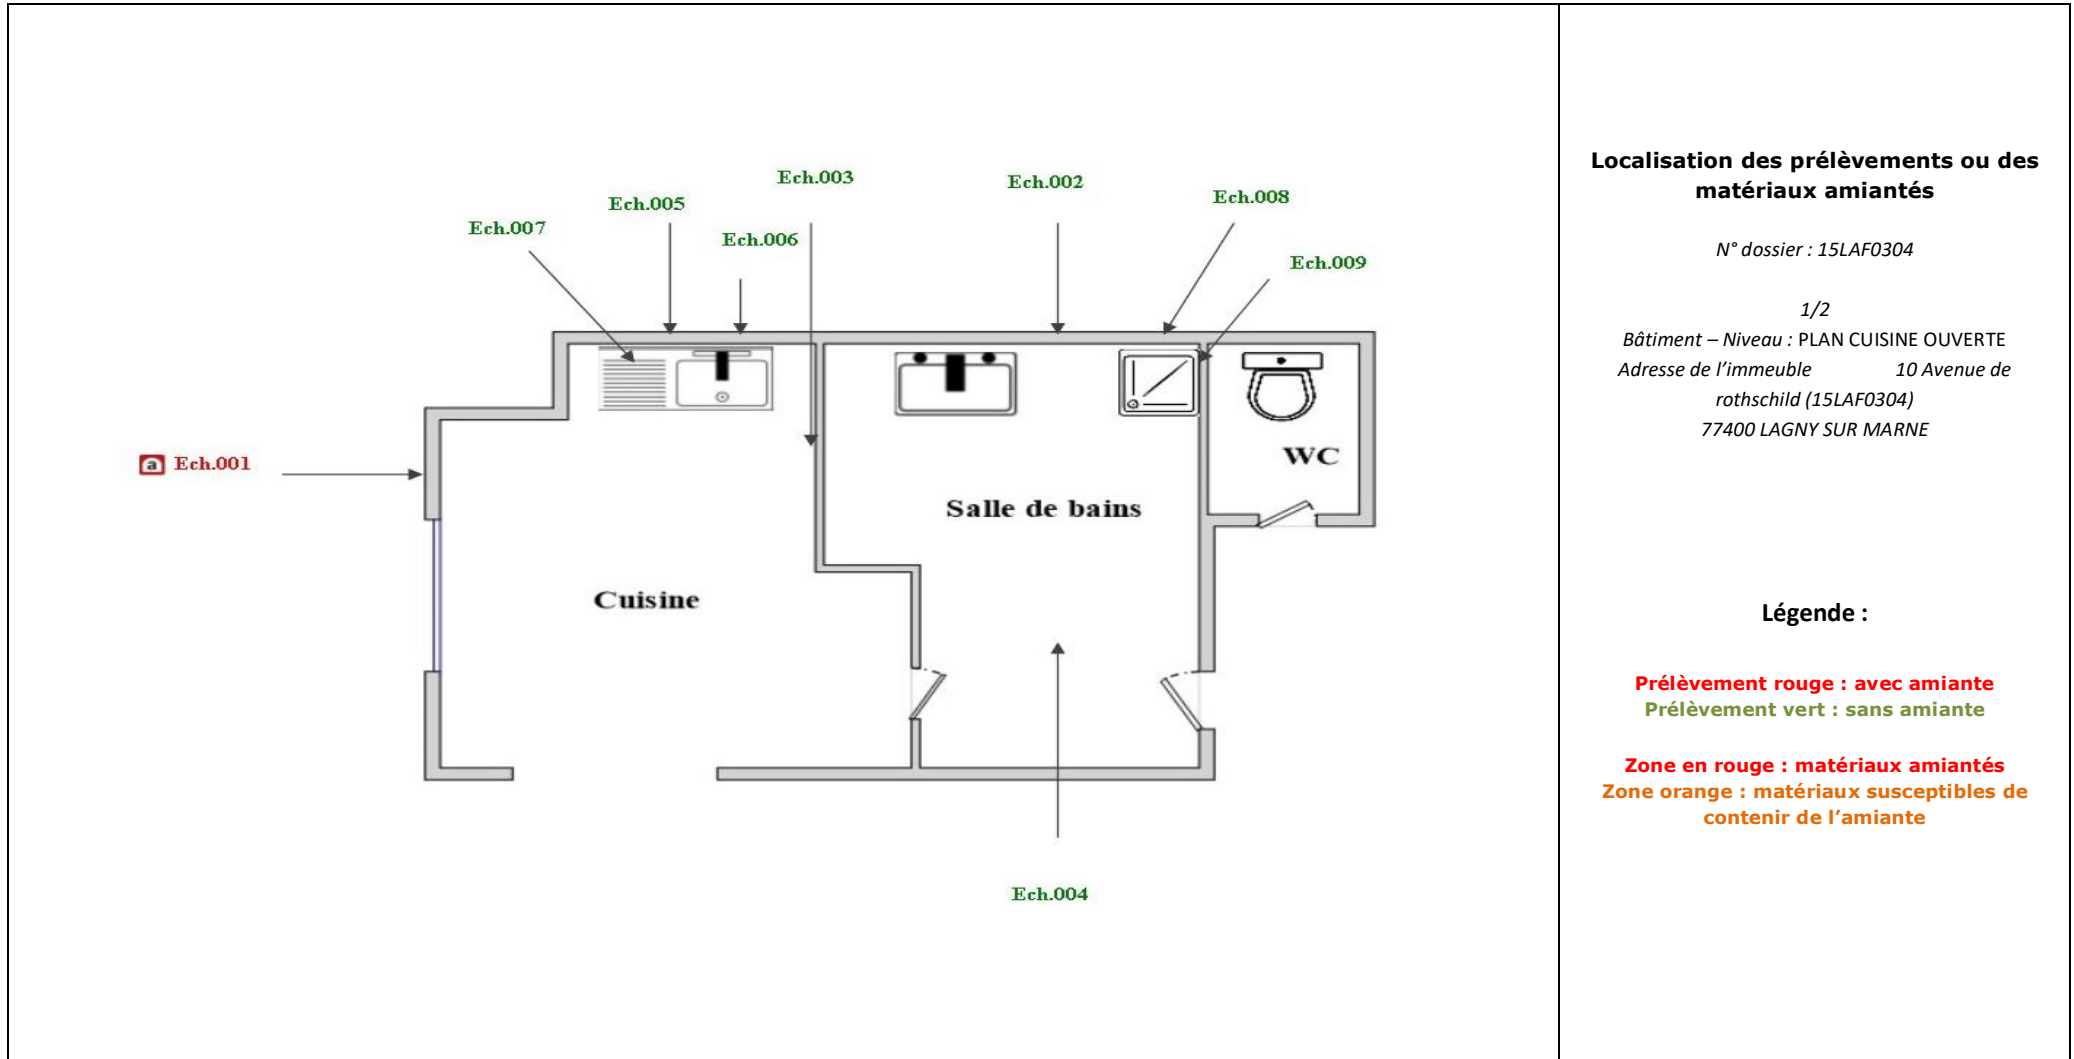 Ech.003
Ech.002
Ech.008
Ech.005
Ech.007
Ech.006
Ech.009
a Ech.001
WC
Salle de bains
Cuisine
Ech.004
Localisation des prélèvements ou des
matériaux amiantés
N° dossier : 15LAF0304
1/2
Bâtiment – Niveau : PLAN CUISINE OUVERTE
Adresse de l'immeuble 10 Avenue de
rothschild (15LAF0304)
77400 LAGNY SUR MARNE
Légende :
Prélèvement rouge : avec amiante
Prélèvement vert : sans amiante
Zone en rouge : matériaux amiantés
Zone orange : matériaux susceptibles de
contenir de l'amiante